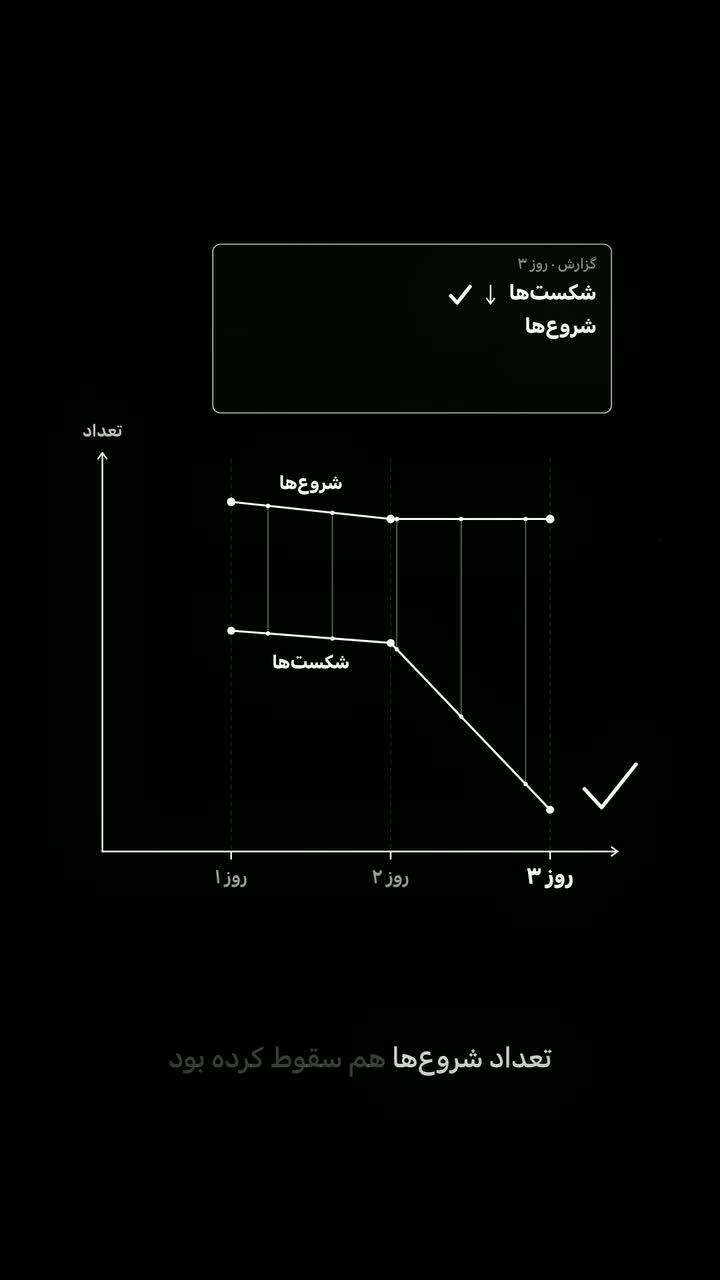 گزارش · روز ۳
شکست‌ها ↓ ✓
شروع‌ها
تعداد
شروع‌ها
شکست‌ها
روز ۱
روز ۲
روز ۳
تعداد شروع‌ها هم سقوط کرده بود